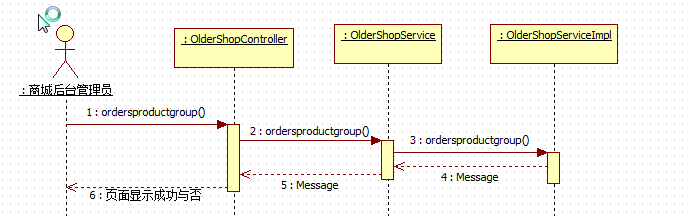 : OlderShopController
: OlderShopService
: OlderShopServiceImpl
: 商城后台管理员
1 : ordersproductgroup()
2 : ordersproductgroup()
3 : ordersproductgroup()
4 : Message
5 : Message
6 : 页面显示成功与否